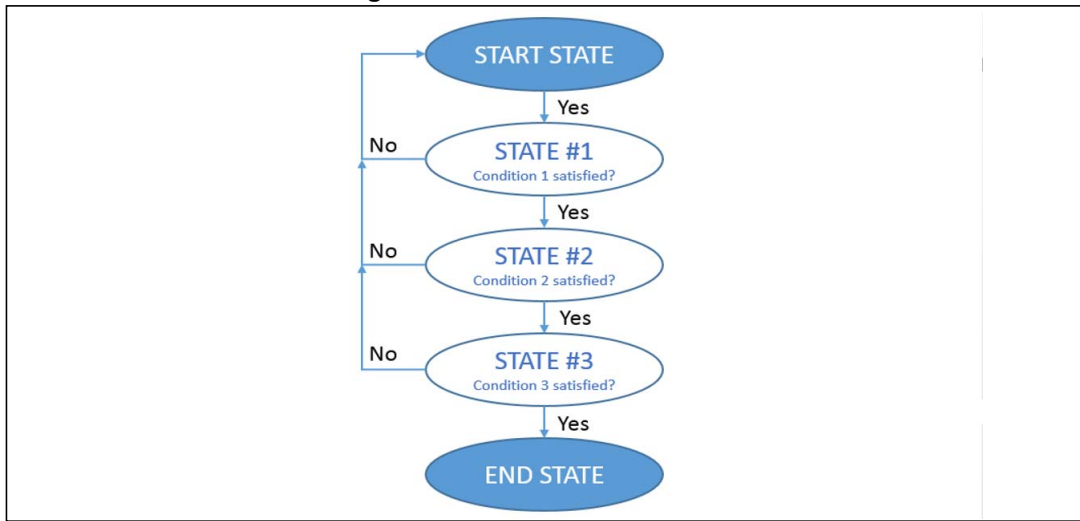 START STATE
Yes
No
STATE #1
Condition 1 satisfied?
Yes
No
STATE #2
Condition 2 satisfied?
Yes
No
STATE #3
Condition 3 satisfied?
Yes
END STATE